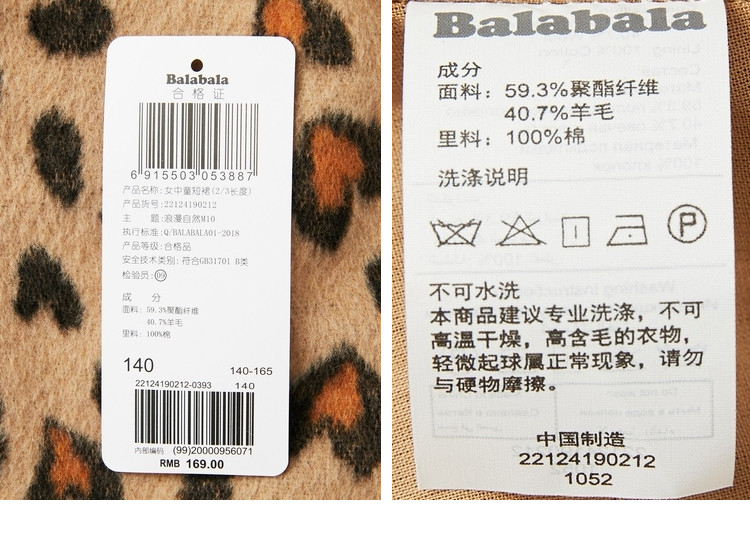 Balabala
合格证
6 915503 053887
产品名称:女中童短裙(2/3长度)
产品货号:22124190212
主 题:浪漫自然M10
执行标准:Q/BALABALA01-2018
产品等级:合格品
安全技术类别: 符合GB31701 B类
检验员:09
成 分
面料: 59.3%聚酯纤维
40.7%羊毛
里料: 100%棉
140 140-165
22124190212-0393 140
内部编码 (99)20000956071
RMB 169.00
Balabala
成分
面料: 59.3%聚酯纤维
40.7%羊毛
里料: 100%棉
洗涤说明
P
不可水洗
本商品建议专业洗涤,不可
高温干燥,高含毛的衣物,
轻微起球属正常现象,请勿
与硬物摩擦。
中国制造
22124190212
1052